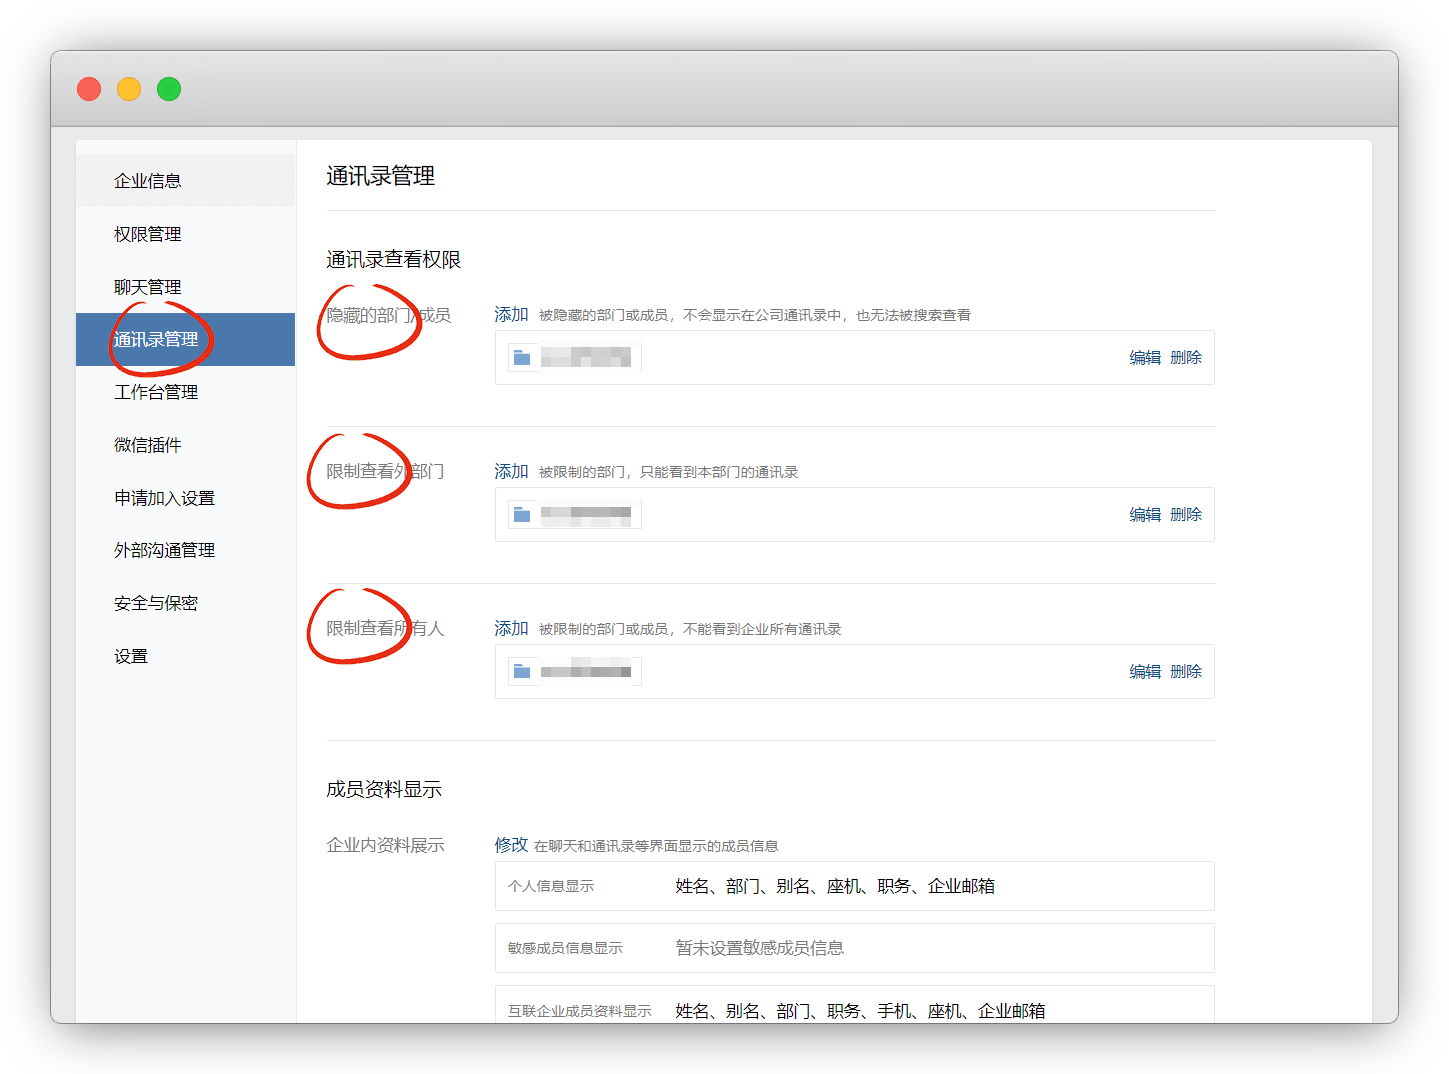 企业信息
权限管理
聊天管理
通讯录管理
工作台管理
微信插件
申请加入设置
外部沟通管理
安全与保密
设置
通讯录管理
通讯录查看权限
隐藏的部门/成员 添加 被隐藏的部门或成员，不会显示在公司通讯录中，也无法被搜索查看
编辑 删除
限制查看外部门 添加 被限制的部门，只能看到本部门的通讯录
编辑 删除
限制查看所有人 添加 被限制的部门或成员，不能看到企业所有通讯录
编辑 删除
成员资料显示
企业内资料展示 修改 在聊天和通讯录等界面显示的成员信息
个人信息显示 姓名、部门、别名、座机、职务、企业邮箱
敏感成员信息显示 暂未设置敏感成员信息
互联企业成员资料显示 姓名、别名、部门、职务、手机、座机、企业邮箱